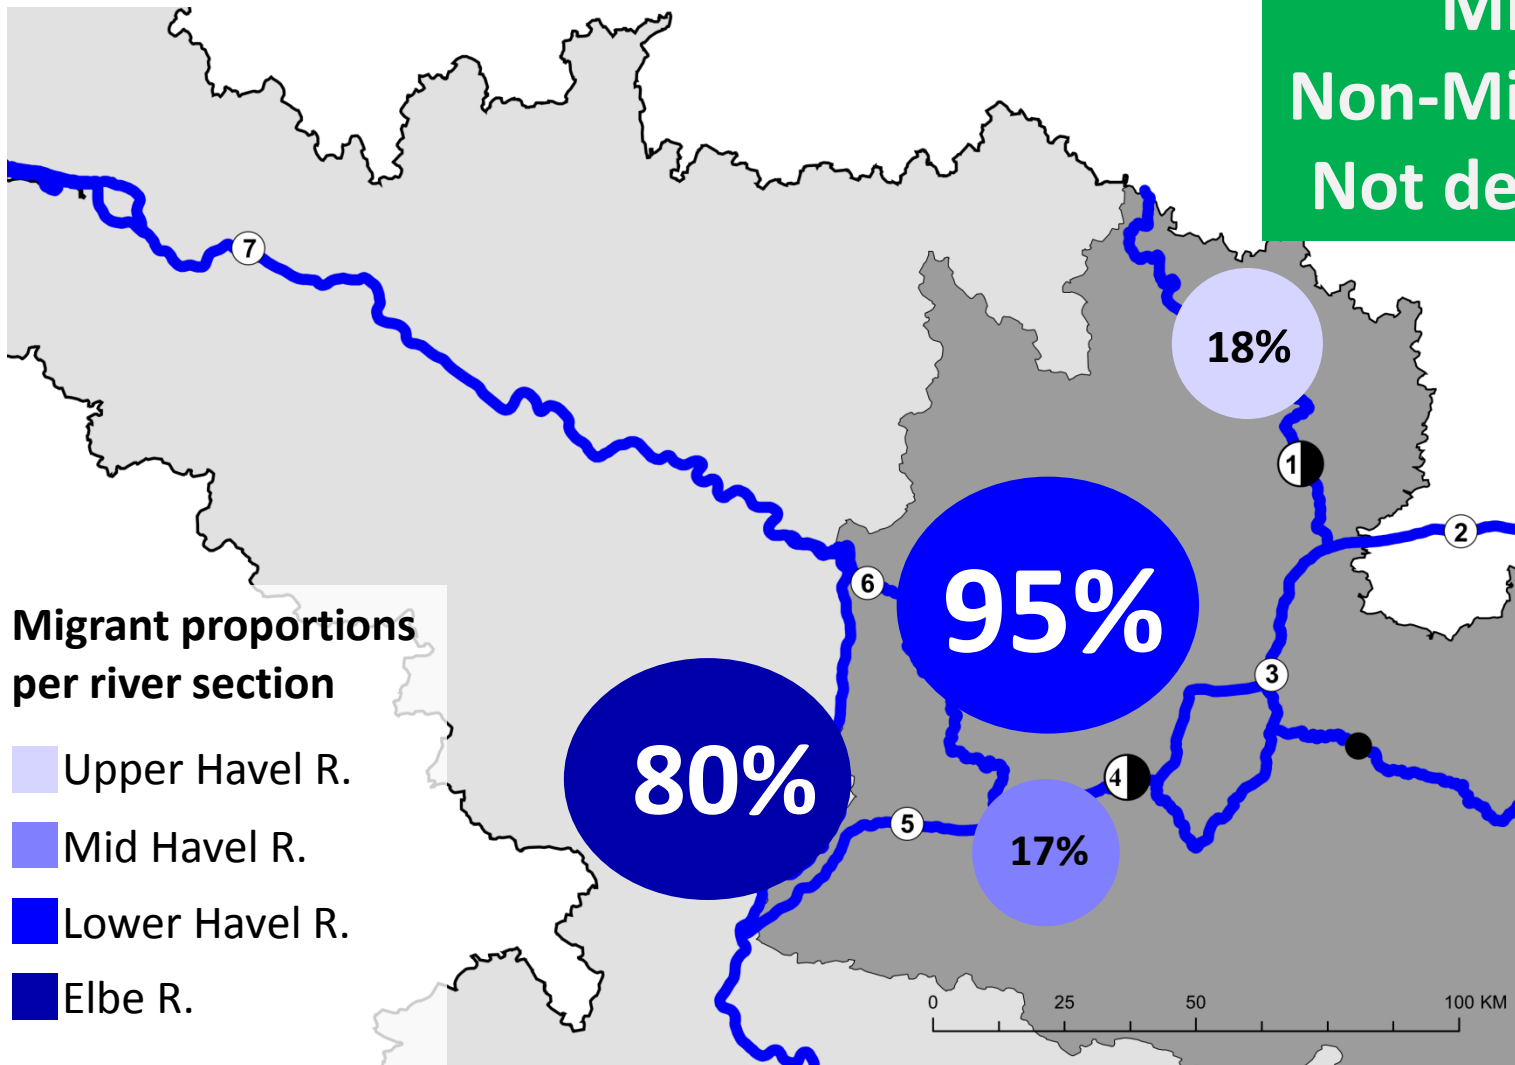 Non-Mi
Not de
7
18%
1
2
6
95%
3
80%
4
5
17%
Migrant proportions
per river section
Upper Havel R.
Mid Havel R.
Lower Havel R.
Elbe R.
0 25 50 100 KM